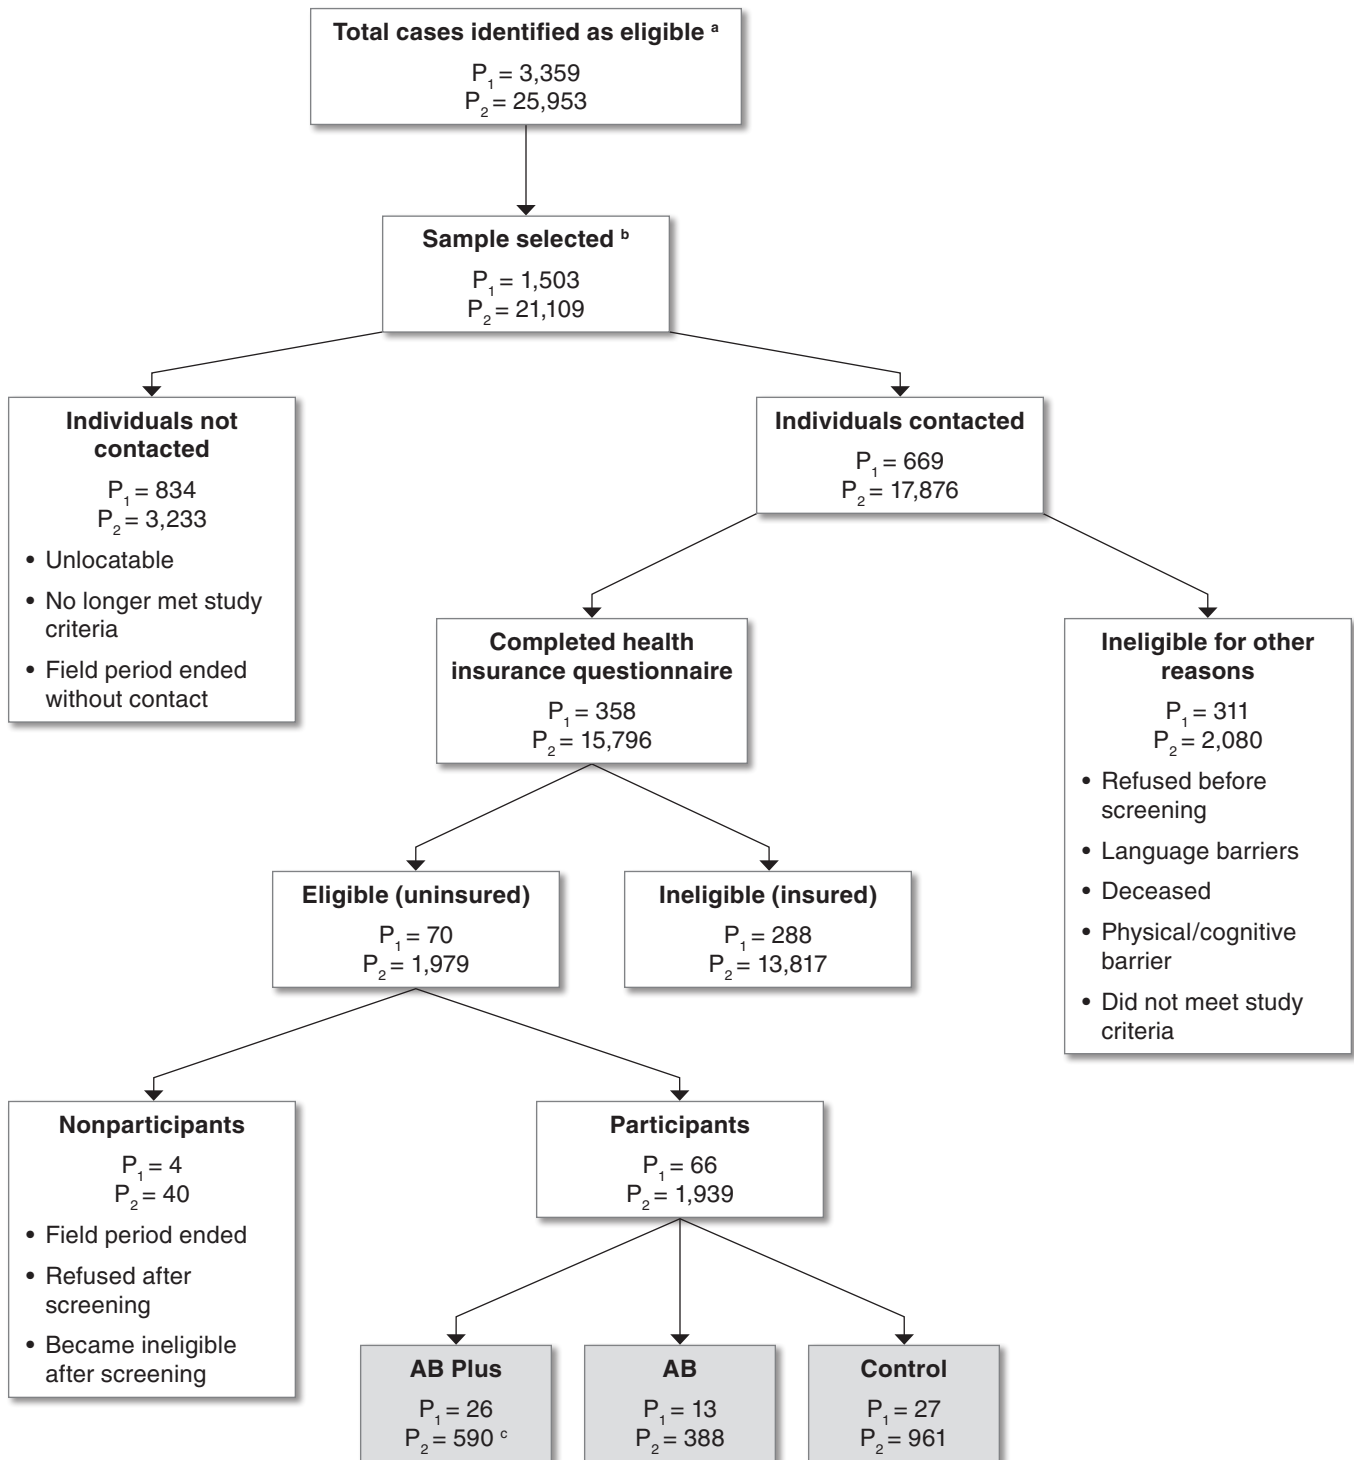 Total cases identified as eligible a
P1 = 3,359
P2 = 25,953
Sample selected b
P1 = 1,503
P2 = 21,109
Individuals not
contacted
P1 = 834
P2 = 3,233
• Unlocatable
• No longer met study
criteria
• Field period ended
without contact
Individuals contacted
P1 = 669
P2 = 17,876
Completed health
insurance questionnaire
P1 = 358
P2 = 15,796
Ineligible for other
reasons
P1 = 311
P2 = 2,080
• Refused before
screening
• Language barriers
• Deceased
• Physical/cognitive
barrier
• Did not meet study
criteria
Eligible (uninsured)
P1 = 70
P2 = 1,979
Ineligible (insured)
P1 = 288
P2 = 13,817
Nonparticipants
P1 = 4
P2 = 40
• Field period ended
• Refused after
screening
• Became ineligible
after screening
Participants
P1 = 66
P2 = 1,939
AB Plus
P1 = 26
P2 = 590 c
AB
P1 = 13
P2 = 388
Control
P1 = 27
P2 = 961